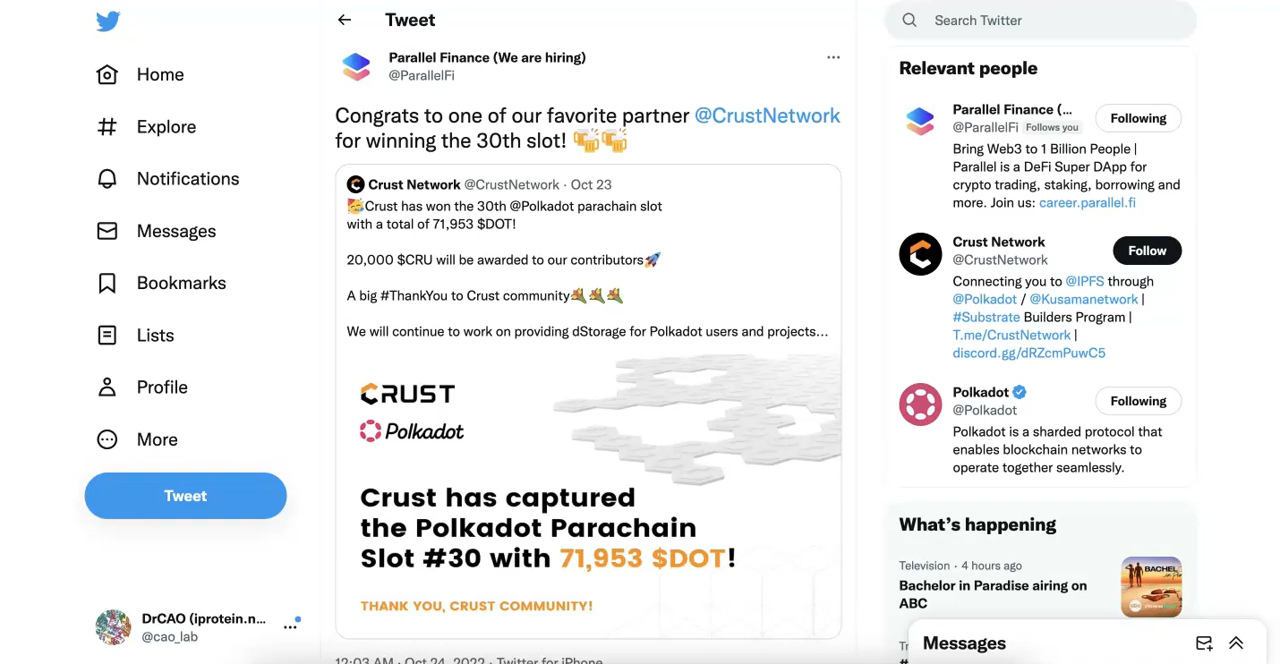 Home
Explore
Notifications
Messages
Bookmarks
Lists
Profile
More
Tweet
DrCAO (iprotein.n...
@cao_lab
Tweet
Parallel Finance (We are hiring)
@ParallelFi
Congrats to one of our favorite partner @CrustNetwork
for winning the 30th slot! 🍻🍻
Crust Network @CrustNetwork · Oct 23
🥳Crust has won the 30th @Polkadot parachain slot
with a total of 71,953 $DOT!
20,000 $CRU will be awarded to our contributors🚀
A big #ThankYou to Crust community🎉🎉🎉
We will continue to work on providing dStorage for Polkadot users and projects...
CRUST
Polkadot
Crust has captured
the Polkadot Parachain
Slot #30 with 71,953 $DOT!
THANK YOU, CRUST COMMUNITY!
12:03 AM · Oct 24, 2022 · Twitter for iPhone
Search Twitter
Relevant people
Parallel Finance (...
@ParallelFi Follows you
Following
Bring Web3 to 1 Billion People |
Parallel is a DeFi Super DApp for
crypto trading, staking, borrowing and
more. Join us: career.parallel.fi
Crust Network
@CrustNetwork
Follow
Connecting you to @IPFS through
@Polkadot / @Kusamanetwork |
#Substrate Builders Program |
T.me/CrustNetwork |
discord.gg/dRZcmPuwC5
Polkadot
@Polkadot
Following
Polkadot is a sharded protocol that
enables blockchain networks to
operate together seamlessly.
What's happening
Television · 4 hours ago
Bachelor in Paradise airing on
ABC
BACHEL
Messages